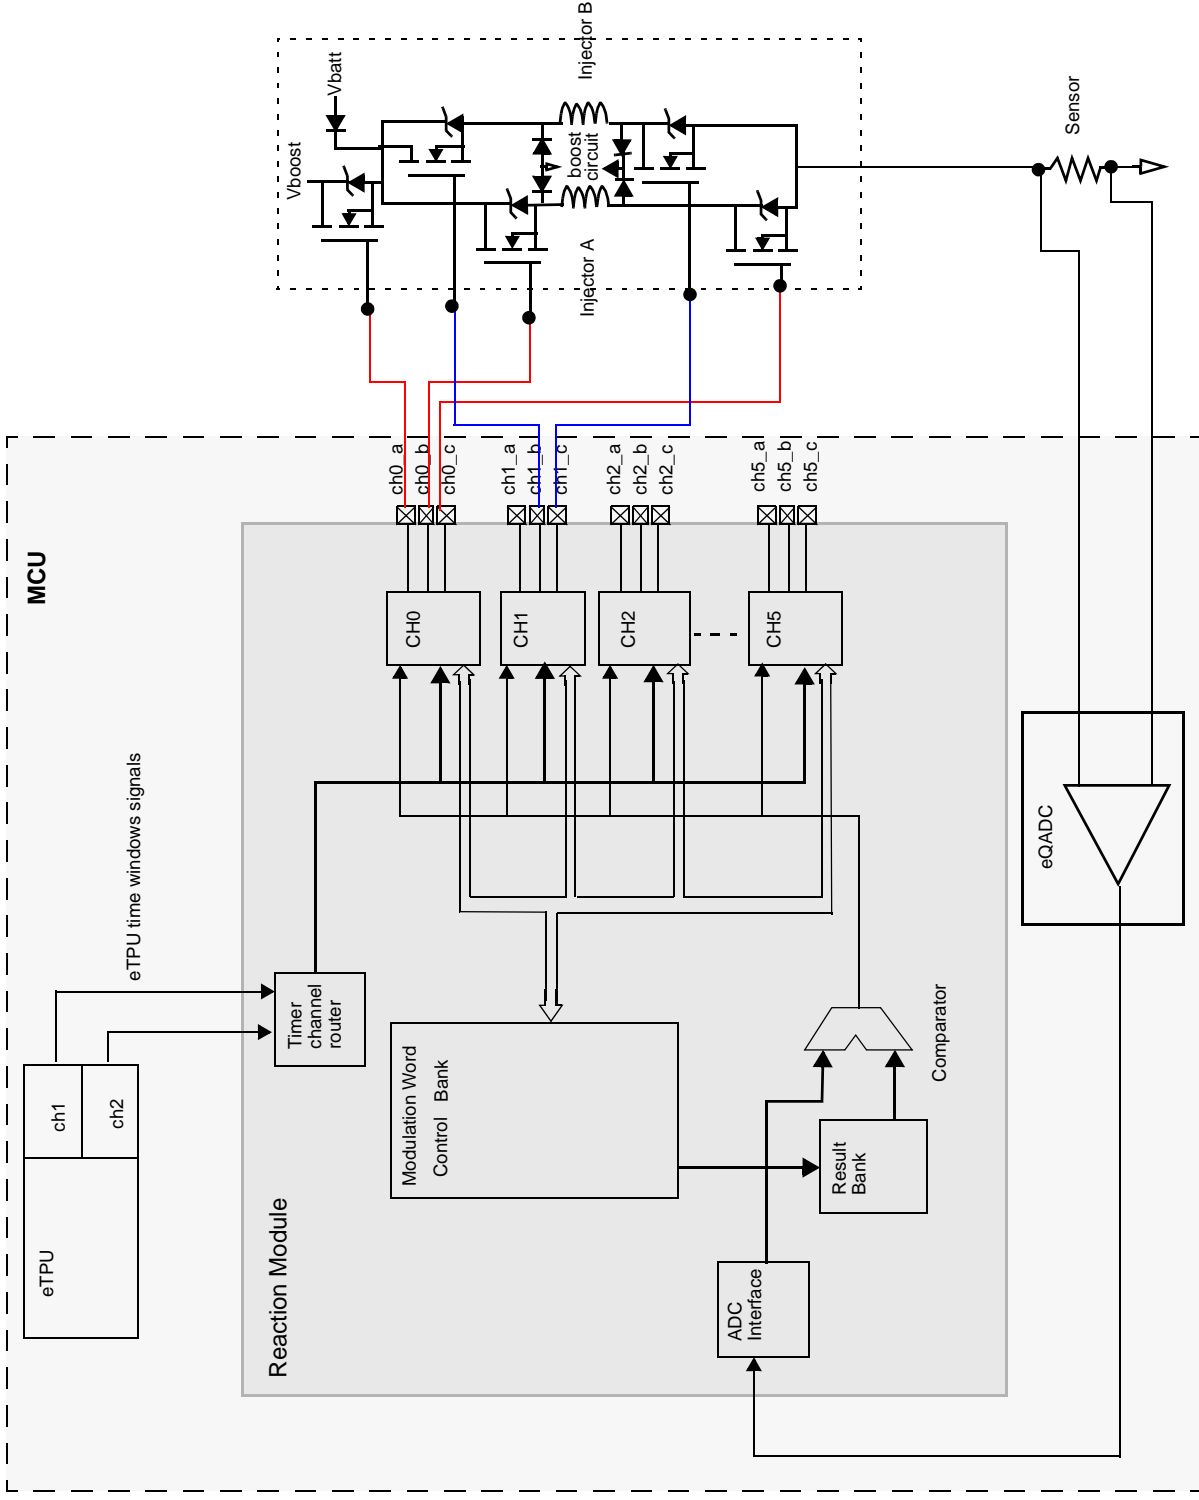 Injector B
Vbatt
Vboost
boost
circuit
Injector A
Sensor
ch0_a
ch0_b
ch0_c
ch1_a
ch1_b
ch1_c
ch2_a
ch2_b
ch2_c
ch5_a
ch5_b
ch5_c
MCU
CH0
CH1
CH2
CH5
eTPU time windows signals
eQADC
Timer
channel
router
ch1
ch2
eTPU
Modulation Word
Control Bank
Comparator
Result
Bank
ADC
Interface
Reaction Module